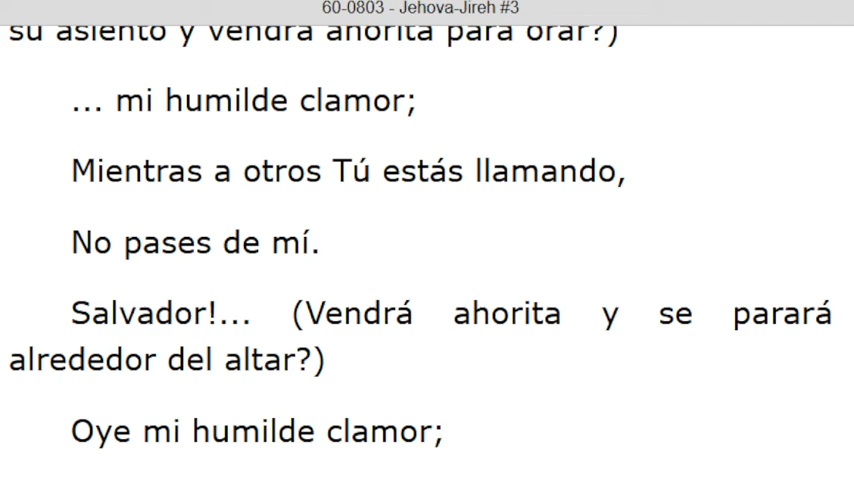 60-0803 - Jehova-Jireh #3
su asiento y vendrá ahorita para orar?)
... mi humilde clamor;
Mientras a otros Tú estás llamando,
No pases de mí.
Salvador!... (Vendrá ahorita y se parará
alrededor del altar?)
Oye mi humilde clamor;